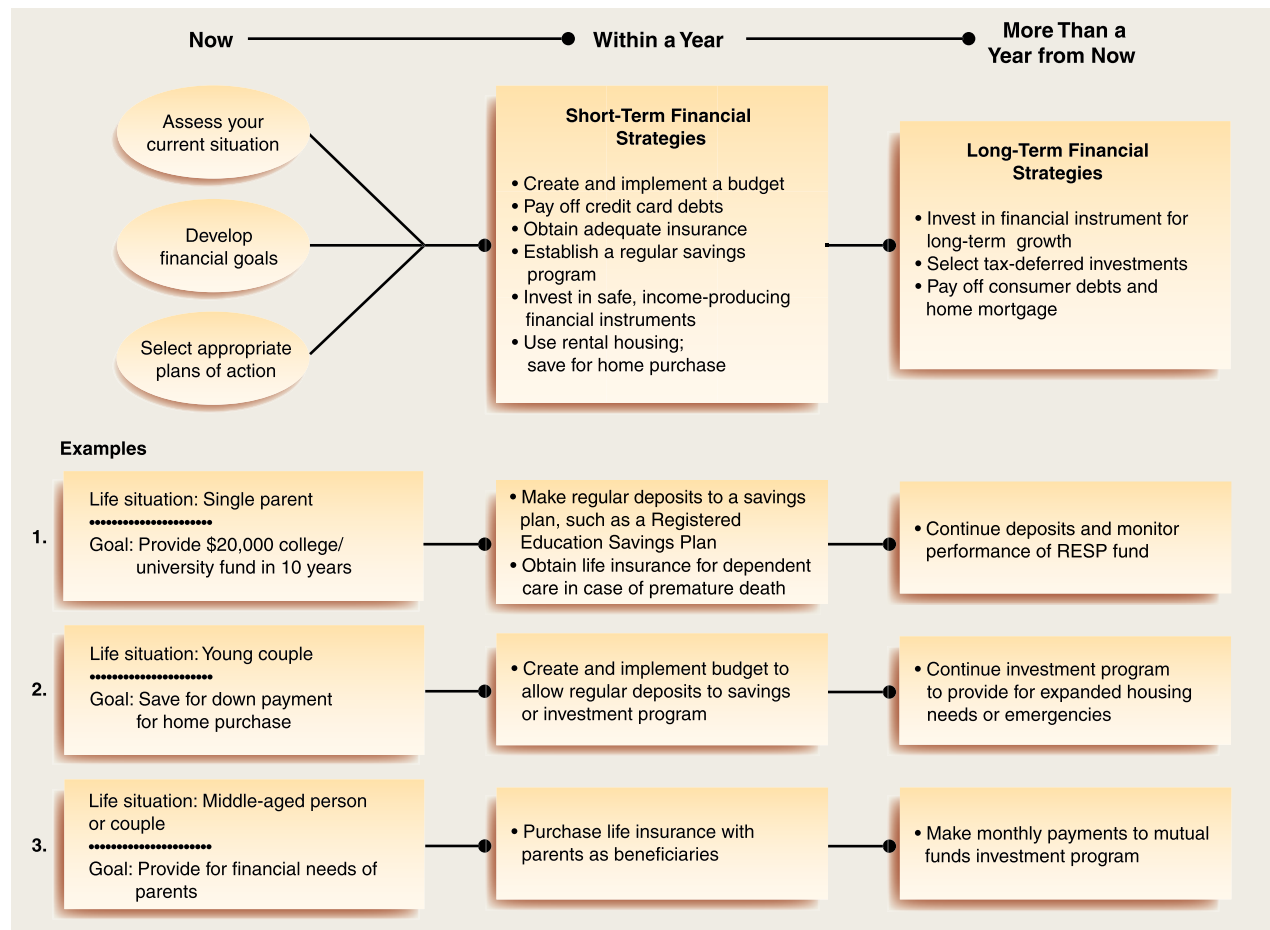 Now
Within a Year
More Than a
Year from Now
Assess your
current situation
Develop
financial goals
Select appropriate
plans of action
Short-Term Financial
Strategies
• Create and implement a budget
• Pay off credit card debts
• Obtain adequate insurance
• Establish a regular savings
program
• Invest in safe, income-producing
financial instruments
• Use rental housing;
save for home purchase
Long-Term Financial
Strategies
• Invest in financial instrument for
long-term growth
• Select tax-deferred investments
• Pay off consumer debts and
home mortgage
Examples
1.
Life situation: Single parent
Goal: Provide $20,000 college/
university fund in 10 years
• Make regular deposits to a savings
plan, such as a Registered
Education Savings Plan
• Obtain life insurance for dependent
care in case of premature death
• Continue deposits and monitor
performance of RESP fund
2.
Life situation: Young couple
Goal: Save for down payment
for home purchase
• Create and implement budget to
allow regular deposits to savings
or investment program
• Continue investment program
to provide for expanded housing
needs or emergencies
3.
Life situation: Middle-aged person
or couple
Goal: Provide for financial needs of
parents
• Purchase life insurance with
parents as beneficiaries
• Make monthly payments to mutual
funds investment program